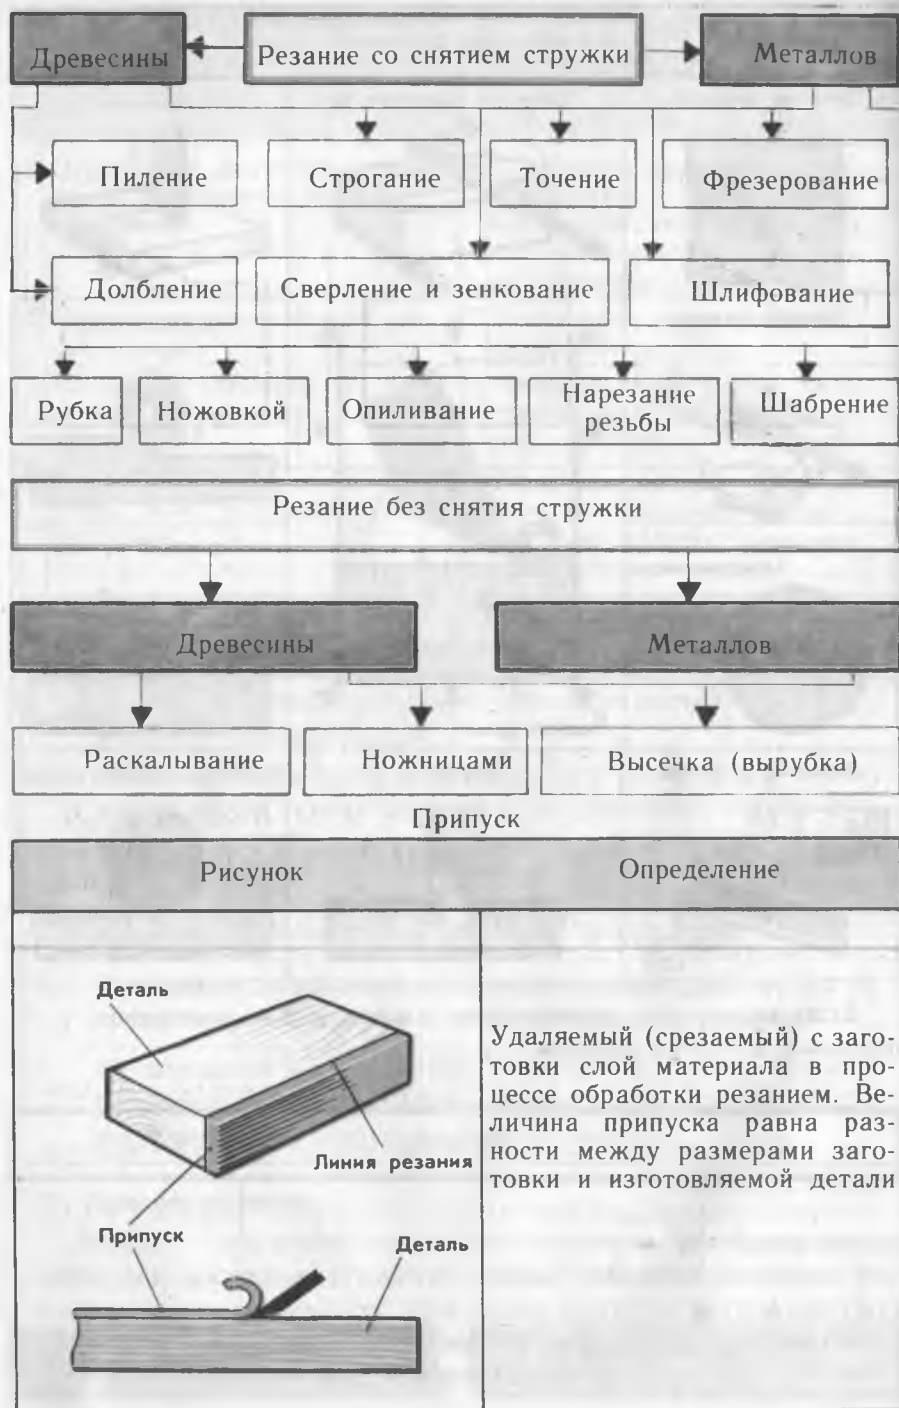 Древесины Резание со снятием стружки Металлов
Пиление Строгание Точение Фрезерование
Долбление Сверление и зенкование Шлифование
Рубка Ножовкой Опиливание Нарезание резьбы Шабрение
Резание без снятия стружки
Древесины Металлов
Раскалывание Ножницами Высечка (вырубка)
Припуск
Рисунок Определение
Деталь
Линия резания
Припуск
Деталь
Удаляемый (срезаемый) с заго-
товки слой материала в про-
цессе обработки резанием. Ве-
личина припуска равна раз-
ности между размерами заго-
товки и изготовляемой детали